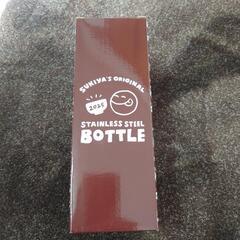 SUKIYA'S ORIGINAL
2025
STAINLESS STEEL
BOTTLE